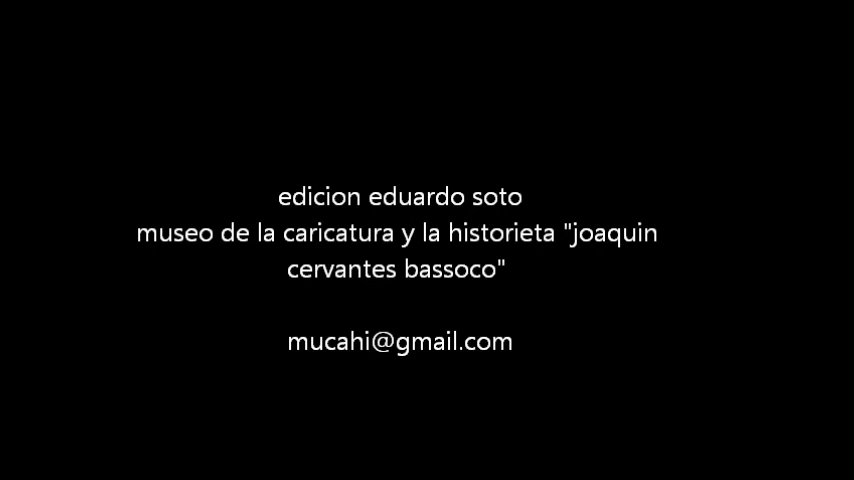 edicion eduardo soto
museo de la caricatura y la historieta "joaquin
cervantes bassoco"
mucahi@gmail.com